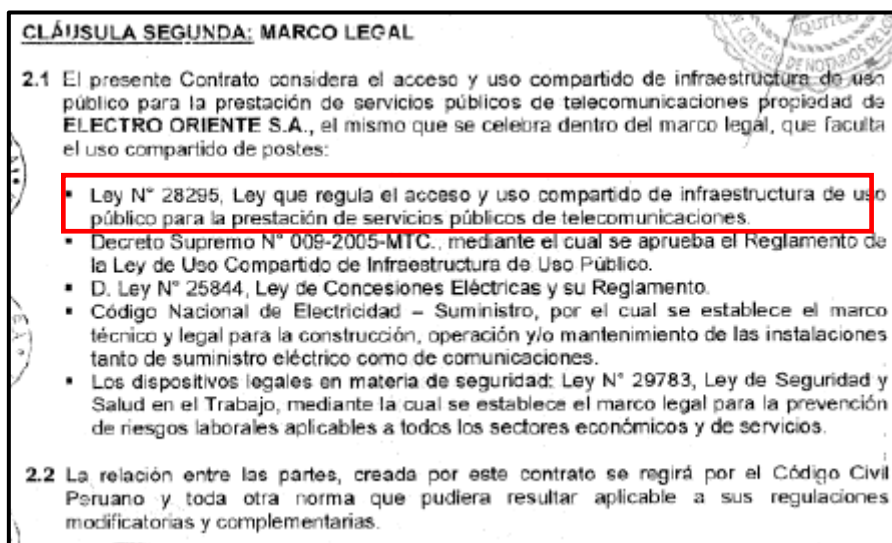 CLÁUSULA SEGUNDA: MARCO LEGAL
2.1 El presente Contrato considera el acceso y uso compartido de infraestructura de uso
público para la prestación de servicios públicos de telecomunicaciones propiedad de
ELECTRO ORIENTE S.A., el mismo que se celebra dentro del marco legal, que faculta
el uso compartido de postes:
▪ Ley N° 28295, Ley que regula el acceso y uso compartido de infraestructura de uso
público para la prestación de servicios públicos de telecomunicaciones.
▪ Decreto Supremo N° 009-2005-MTC., mediante el cual se aprueba el Reglamento de
la Ley de Uso Compartido de Infraestructura de Uso Público.
▪ D. Ley N° 25844, Ley de Concesiones Eléctricas y su Reglamento.
▪ Código Nacional de Electricidad – Suministro, por el cual se establece el marco
técnico y legal para la construcción, operación y/o mantenimiento de las instalaciones
tanto de suministro eléctrico como de comunicaciones.
▪ Los dispositivos legales en materia de seguridad: Ley N° 29783, Ley de Seguridad y
Salud en el Trabajo, mediante la cual se establece el marco legal para la prevención
de riesgos laborales aplicables a todos los sectores económicos y de servicios.
2.2 La relación entre las partes, creada por este contrato se regirá por el Código Civil
Peruano y toda otra norma que pudiera resultar aplicable a sus regulaciones
modificatorias y complementarias.
COLEGIO DE NOTARIOS DE